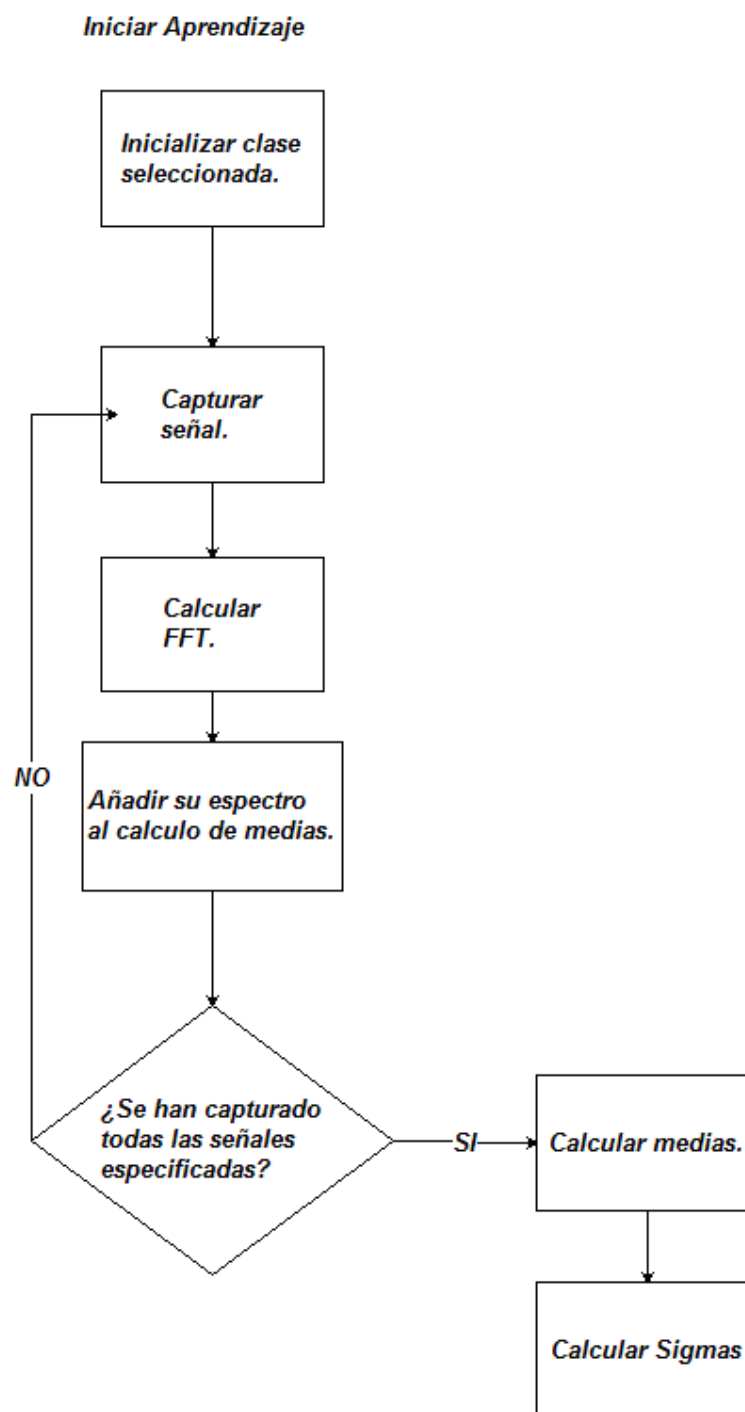 Iniciar Aprendizaje
Inicializar clase
seleccionada.
Capturar
señal.
Calcular
FFT.
Añadir su espectro
al calculo de medias.
NO
¿Se han capturado
todas las señales
especificadas?
SI
Calcular medias.
Calcular Sigmas